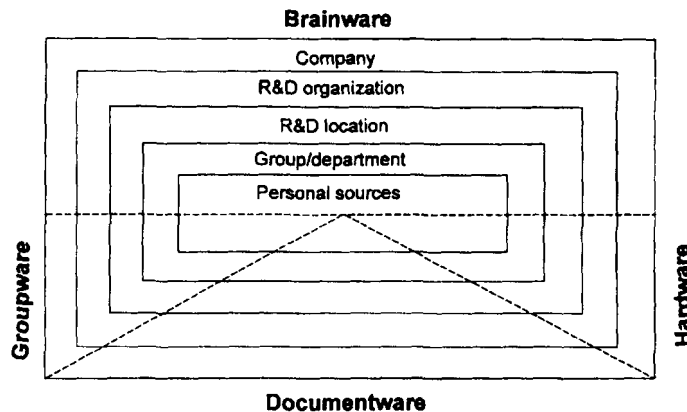 Brainware
Company
R&D organization
R&D location
Group/department
Personal sources
Groupware
Hardware
Documentware